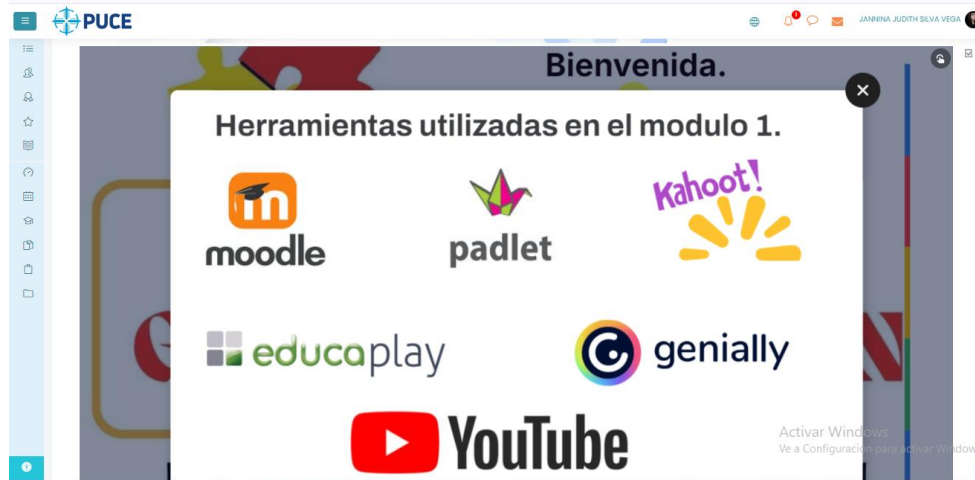 PUCE
JANNINA JUDITH SILVA VEGA
Bienvenida.
Herramientas utilizadas en el modulo 1.
moodle
padlet
Kahoot!
educaplay
genially
YouTube
Activar Windows
Ve a Configuración para activar Window